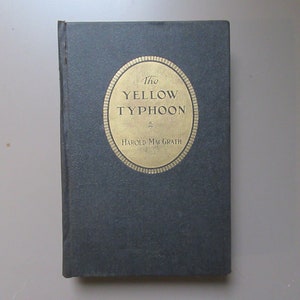 The
YELLOW
TYPHOON
HAROLD MACGRATH